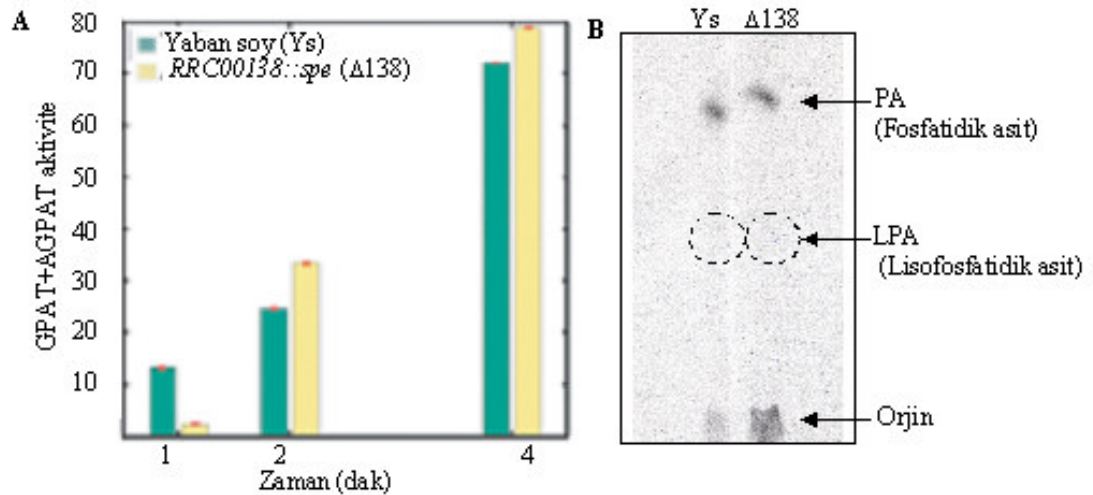 A
80
70
60
50
40
30
20
10
GPAT+AGPAT aktivite
Yaban soy (Ys)
RRC00138::spe (Δ138)
1 2 4
Zaman (dak)
B
Ys Δ138
PA
(Fosfatidik asit)
LPA
(Lisofosfatidik asit)
Orjin